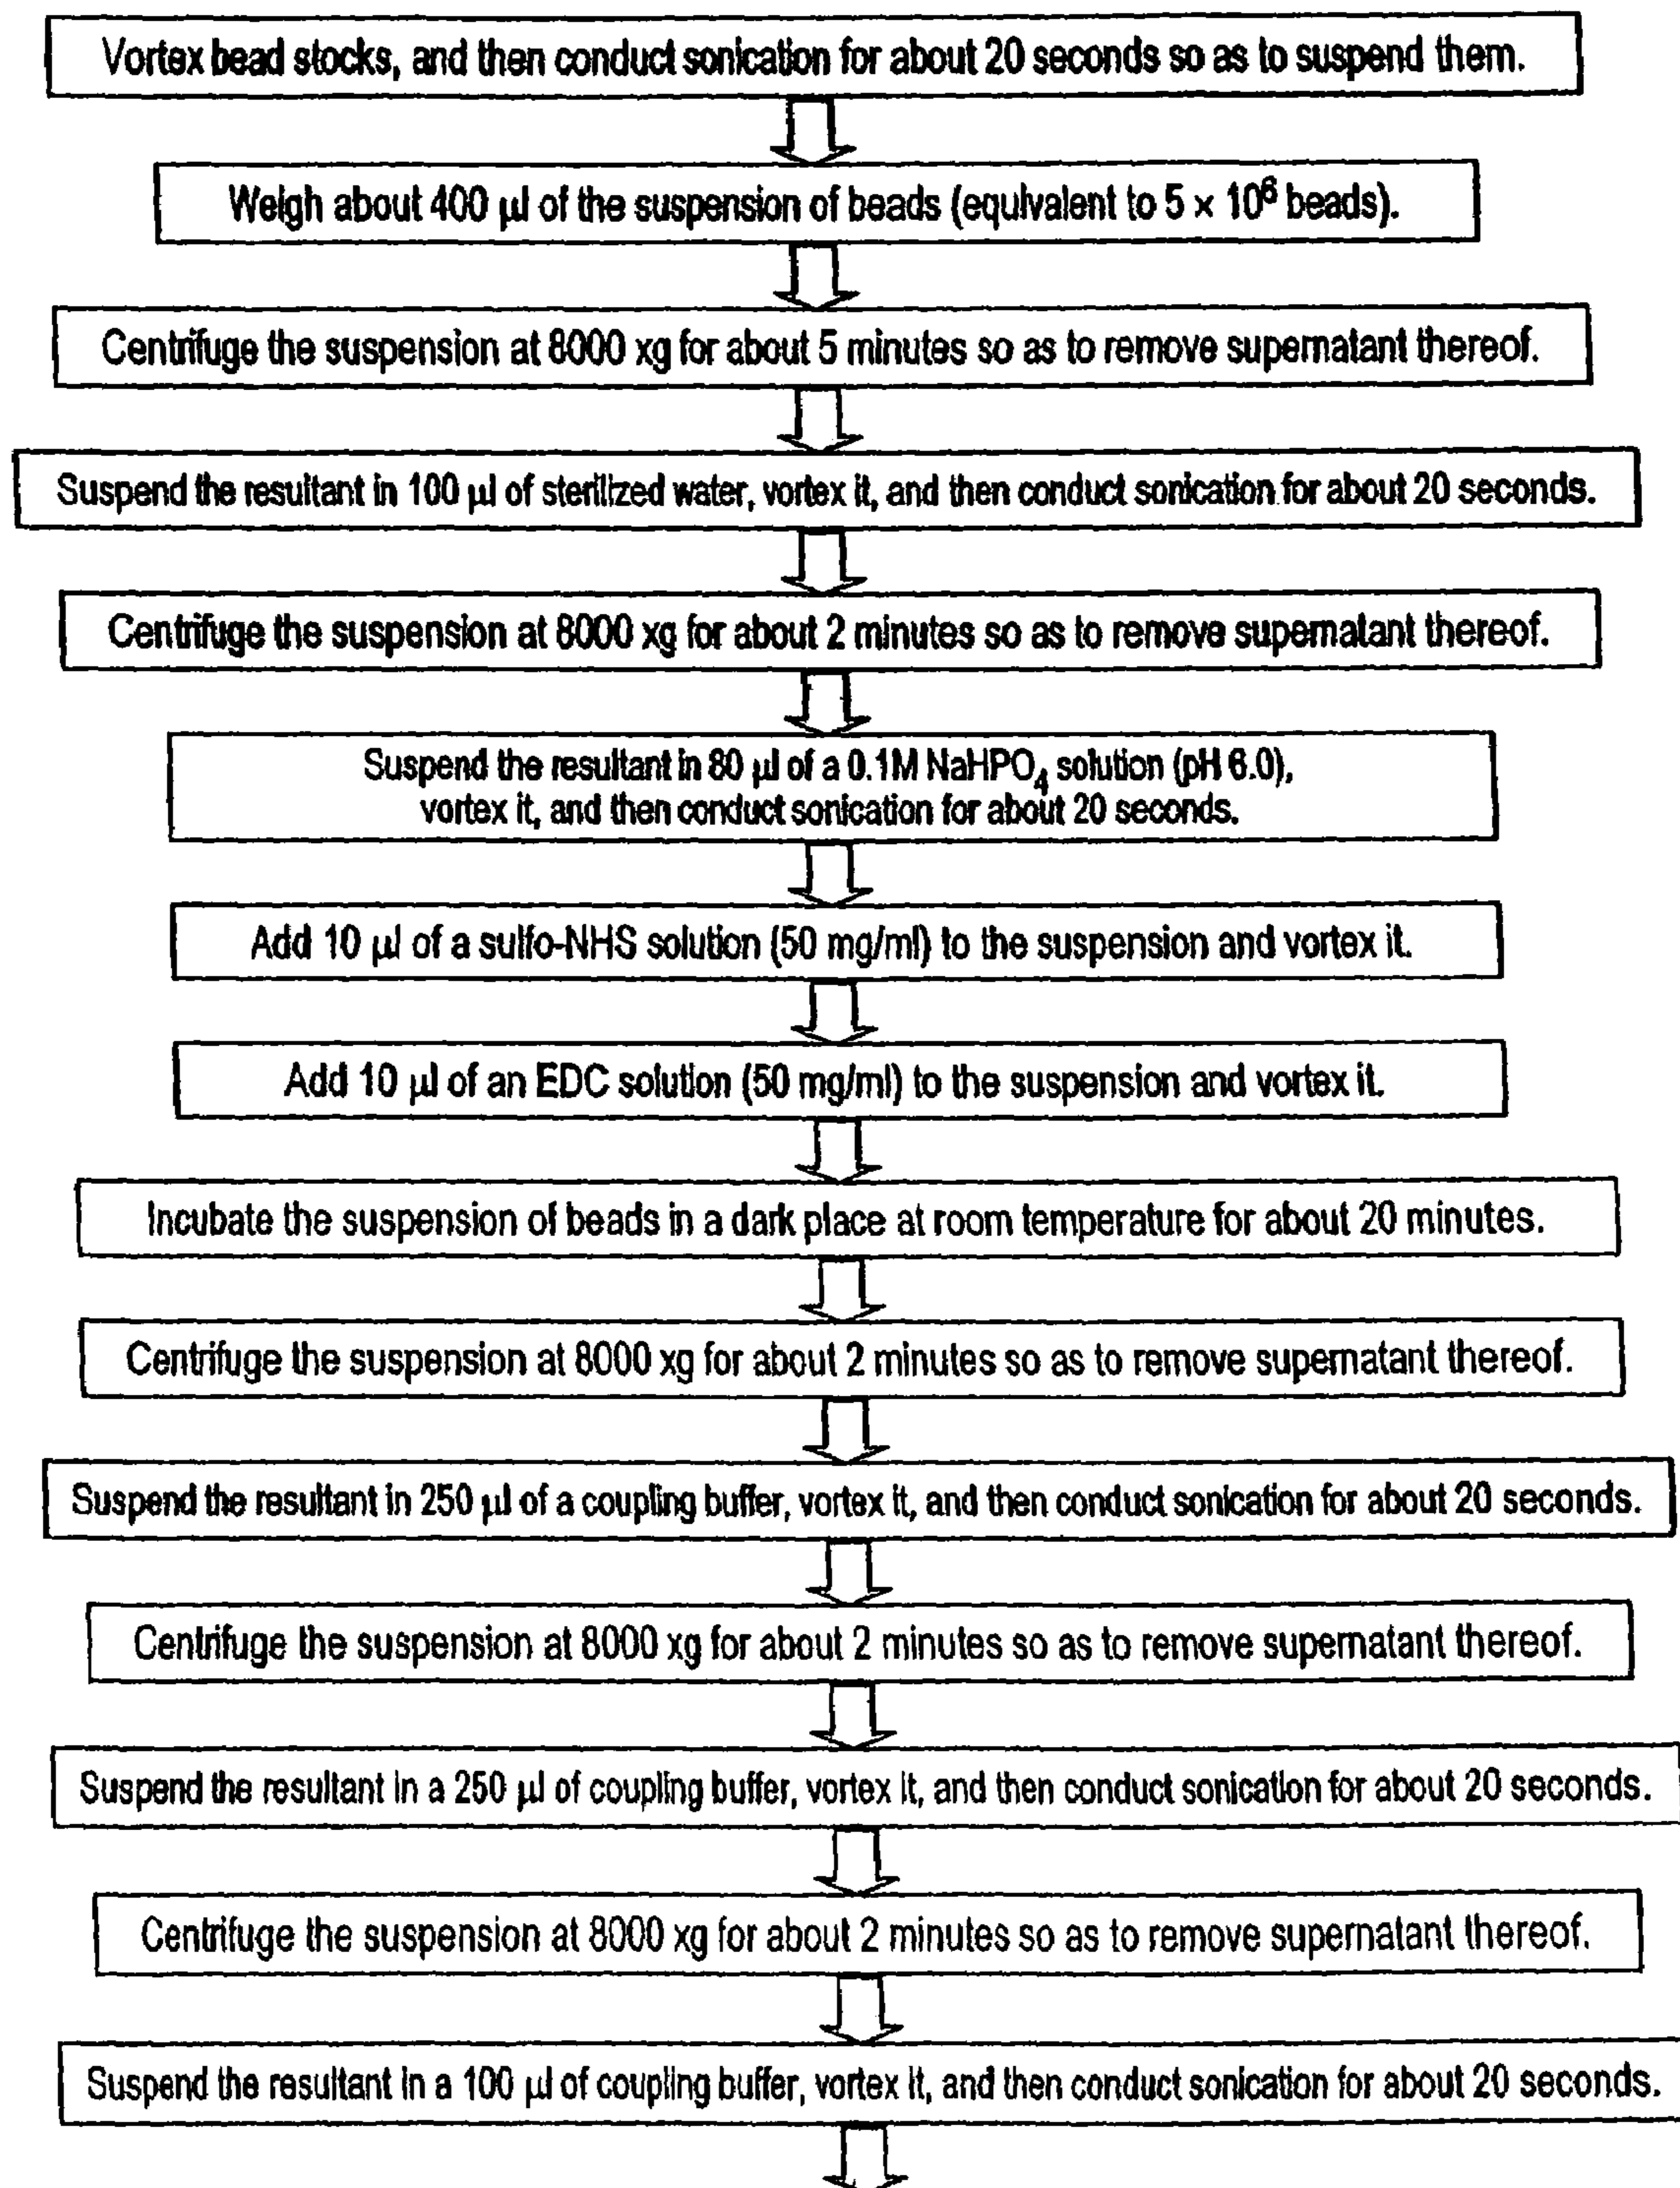 Vortex bead stocks, and then conduct sonication for about 20 seconds so as to suspend them.
Weigh about 400 µl of the suspension of beads (equivalent to 5 × 10⁶ beads).
Centrifuge the suspension at 8000 xg for about 5 minutes so as to remove supernatant thereof.
Suspend the resultant in 100 µl of sterilized water, vortex it, and then conduct sonication for about 20 seconds.
Centrifuge the suspension at 8000 xg for about 2 minutes so as to remove supernatant thereof.
Suspend the resultant in 80 µl of a 0.1M NaHPO₄ solution (pH 6.0),
vortex it, and then conduct sonication for about 20 seconds.
Add 10 µl of a sulfo-NHS solution (50 mg/ml) to the suspension and vortex it.
Add 10 µl of an EDC solution (50 mg/ml) to the suspension and vortex it.
Incubate the suspension of beads in a dark place at room temperature for about 20 minutes.
Centrifuge the suspension at 8000 xg for about 2 minutes so as to remove supernatant thereof.
Suspend the resultant in 250 µl of a coupling buffer, vortex it, and then conduct sonication for about 20 seconds.
Centrifuge the suspension at 8000 xg for about 2 minutes so as to remove supernatant thereof.
Suspend the resultant in a 250 µl of coupling buffer, vortex it, and then conduct sonication for about 20 seconds.
Centrifuge the suspension at 8000 xg for about 2 minutes so as to remove supernatant thereof.
Suspend the resultant in a 100 µl of coupling buffer, vortex it, and then conduct sonication for about 20 seconds.